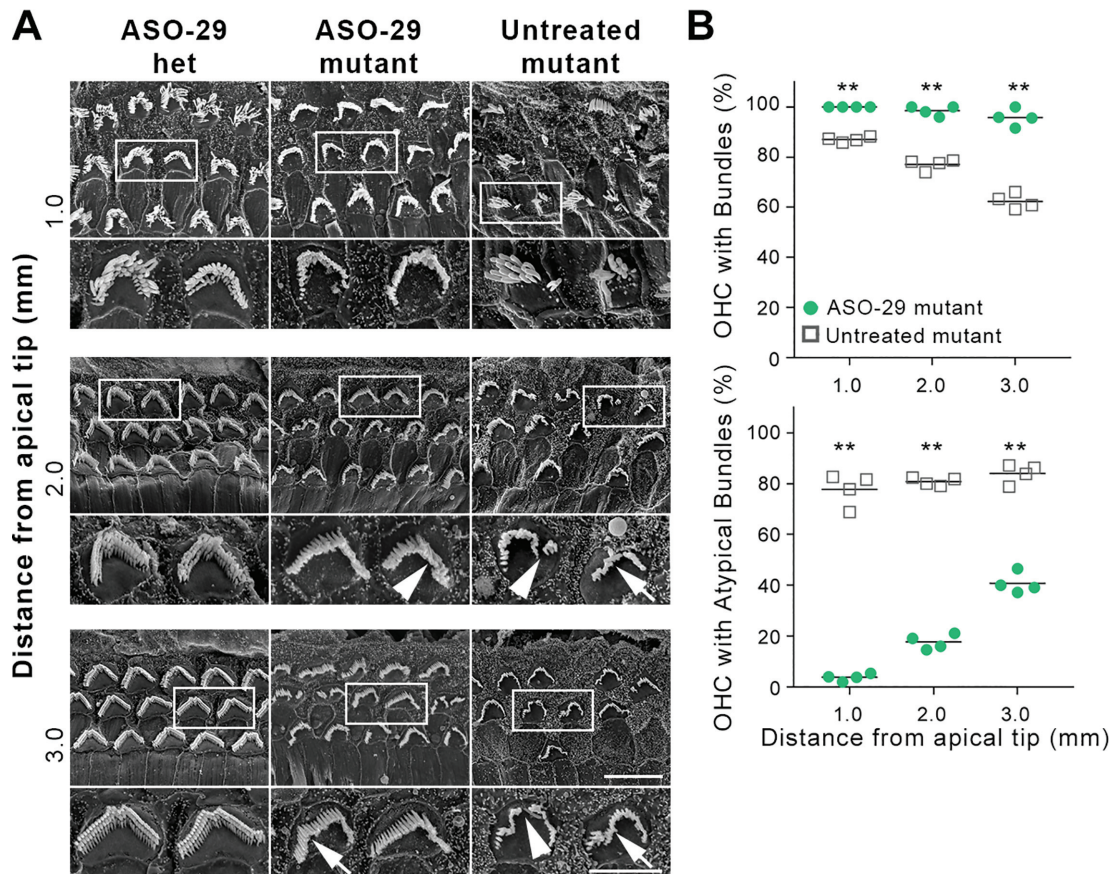 A
ASO-29
het
ASO-29
mutant
Untreated
mutant
Distance from apical tip (mm)
1.0
2.0
3.0
B
OHC with Bundles (%)
100
80
60
40
20
0
** ** **
ASO-29 mutant
Untreated mutant
1.0 2.0 3.0
OHC with Atypical Bundles (%)
100
80
60
40
20
0
** ** **
1.0 2.0 3.0
Distance from apical tip (mm)